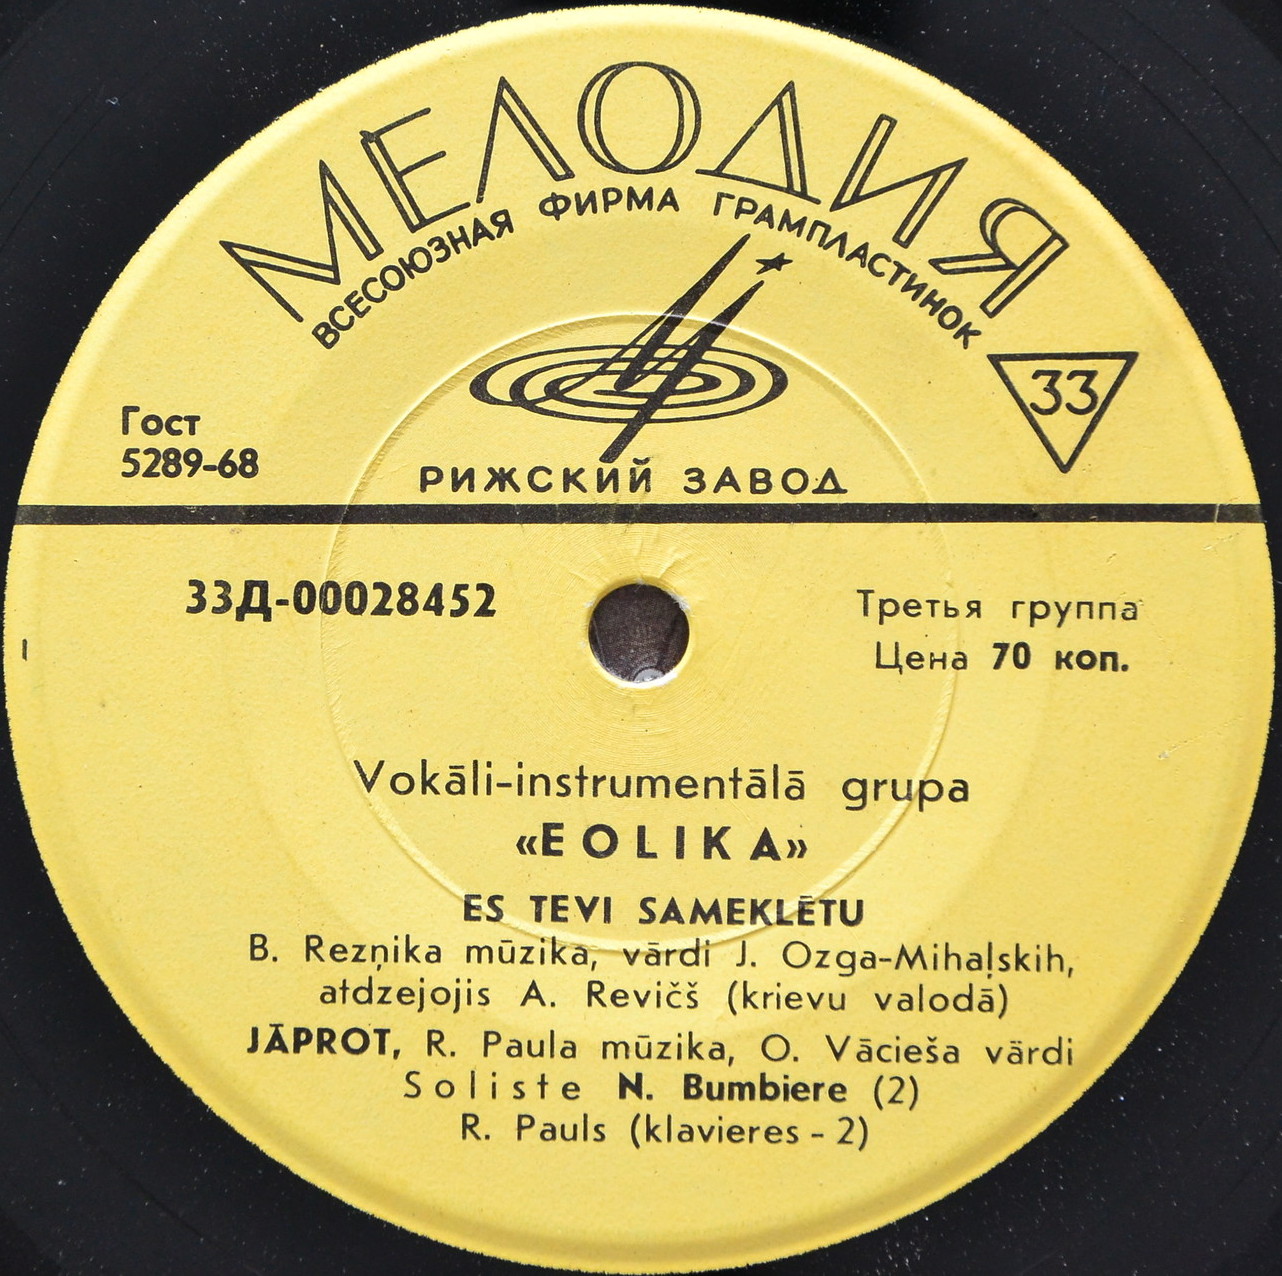 МЕЛОДИЯ
ВСЕСОЮЗНАЯ ФИРМА ГРАМПЛАСТИНОК
33
Гост
5289-68
РИЖСКИЙ ЗАВОД
33Д-00028452
Третья группа
Цена 70 коп.
Vokāli-instrumentālā grupa
«EOLIKA»
ES TEVI SAMEKLĒTU
B. Rezņika mūzika, vārdi J. Ozga-Mihaļskih,
atdzejojis A. Revičš (krievu valodā)
JĀPROT, R. Paula mūzika, O. Vācieša vārdi
Soliste N. Bumbiere (2)
R. Pauls (klavieres - 2)